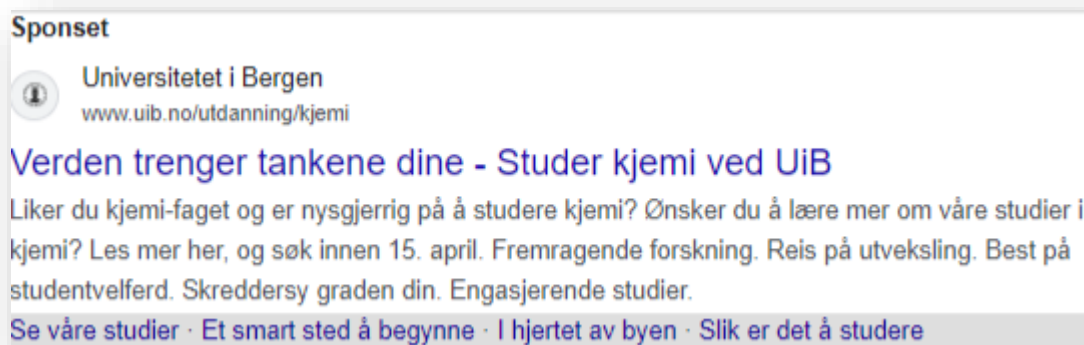 Sponset
Universitetet i Bergen
www.uib.no/utdanning/kjemi
Verden trenger tankene dine - Studer kjemi ved UiB
Liker du kjemi-faget og er nysgjerrig på å studere kjemi? Ønsker du å lære mer om våre studier i
kjemi? Les mer her, og søk innen 15. april. Fremragende forskning. Reis på utveksling. Best på
studentvelferd. Skreddersy graden din. Engasjerende studier.
Se våre studier · Et smart sted å begynne · I hjertet av byen · Slik er det å studere